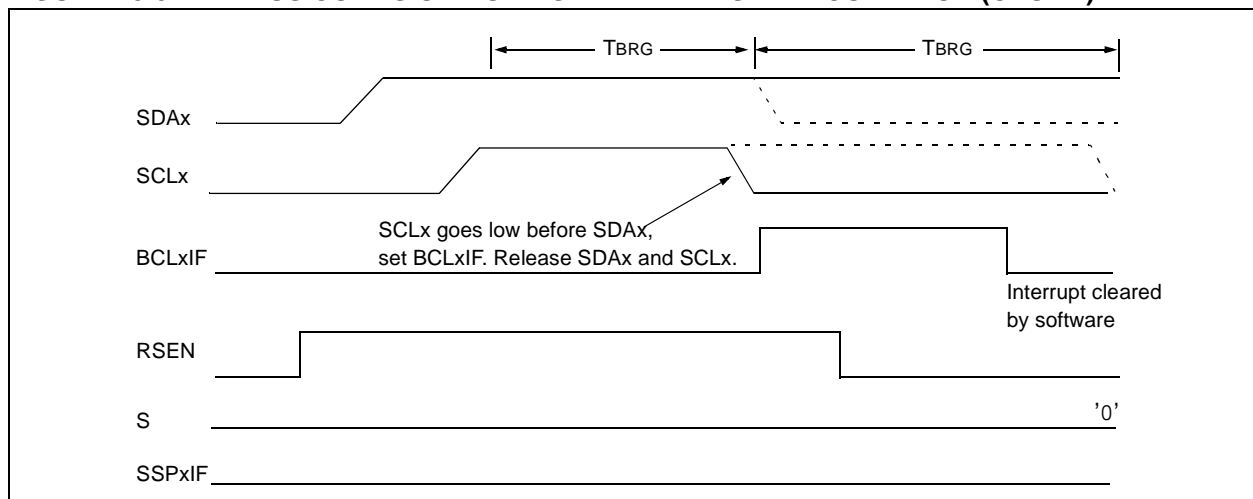 TBRG TBRG
SDAx
SCLx
SCLx goes low before SDAx,
set BCLxIF. Release SDAx and SCLx.
BCLxIF
Interrupt cleared
by software
RSEN
S '0'
SSPxIF